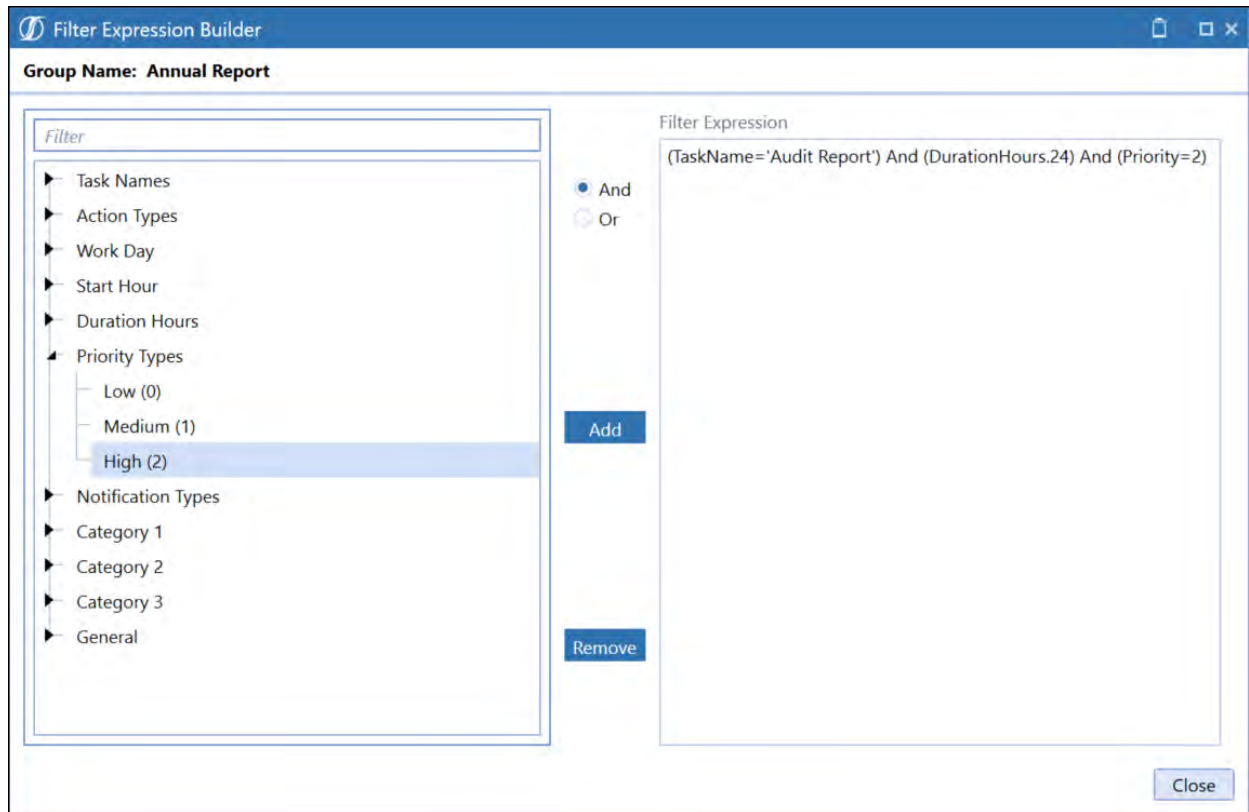 Filter Expression Builder
Group Name: Annual Report
Filter
Task Names
Action Types
Work Day
Start Hour
Duration Hours
Priority Types
Low (0)
Medium (1)
High (2)
Notification Types
Category 1
Category 2
Category 3
General
And
Or
Add
Remove
Filter Expression
(TaskName='Audit Report') And (DurationHours.24) And (Priority=2)
Close